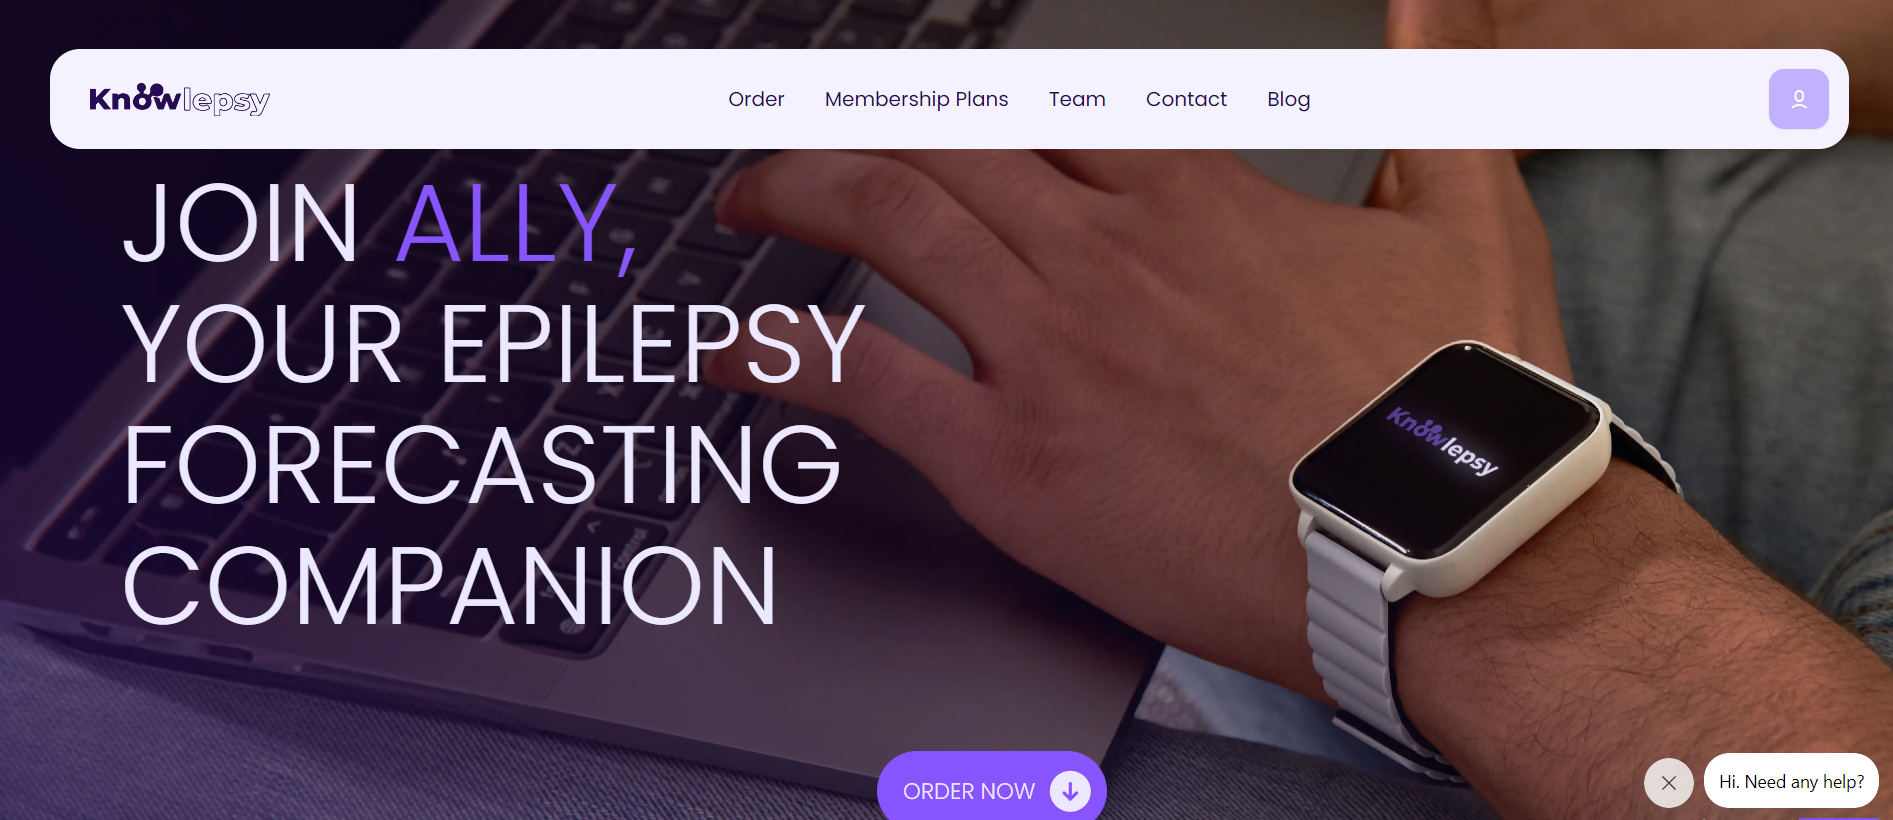 Knowlepsy
Order
Membership Plans
Team
Contact
Blog
JOIN ALLY,
YOUR EPILEPSY
FORECASTING
COMPANION
Knowlepsy
control
ORDER NOW
Hi. Need any help?